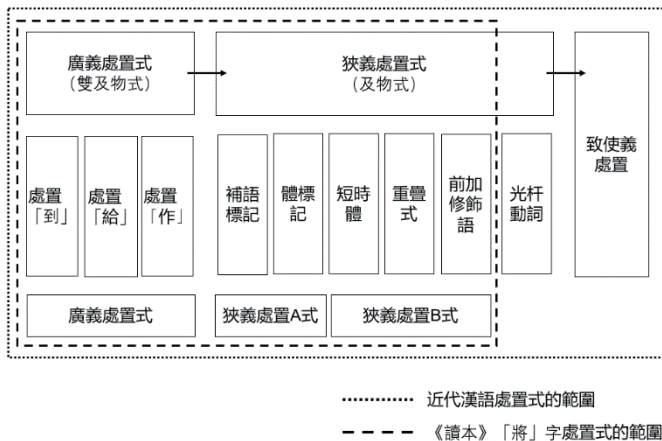 廣義處置式
（雙及物式）
狹義處置式
（及物式）
致使義
處置
處置
「到」
處置
「給」
處置
「作」
補語
標記
體標
記
短時
體
重疊
式
前加
修飾
語
光杆
動詞
廣義處置式
狹義處置A式
狹義處置B式
近代漢語處置式的範圍
《讀本》「將」字處置式的範圍